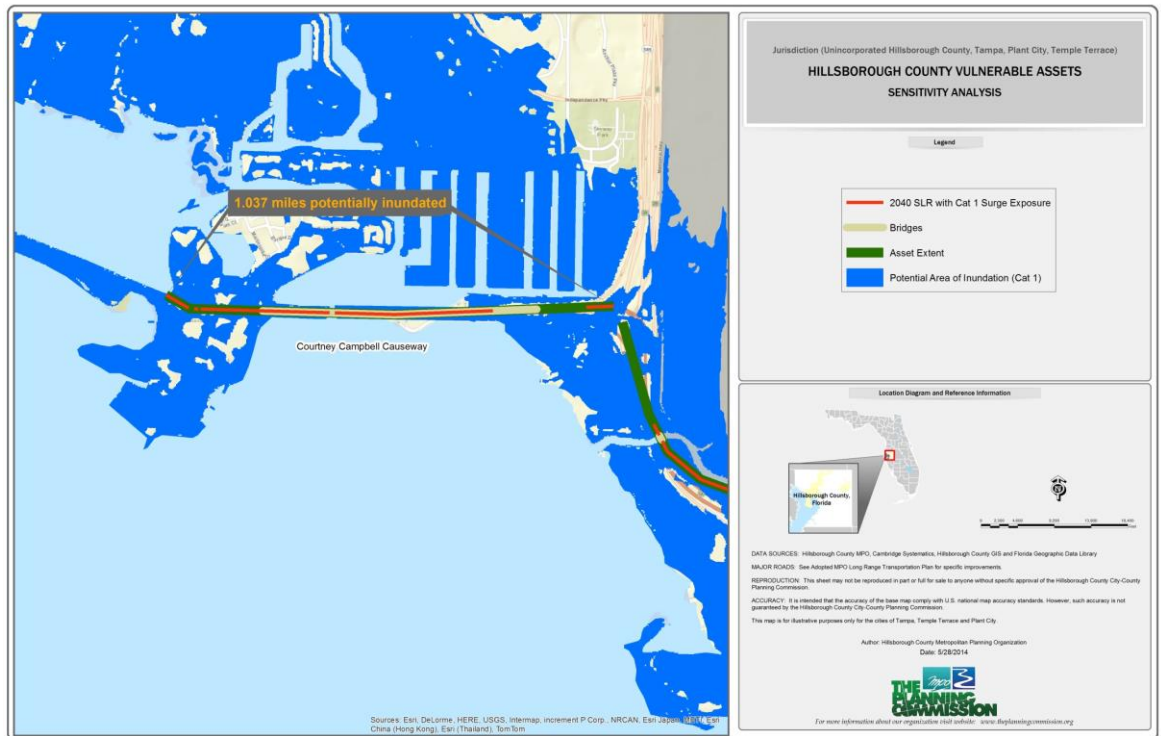 1.037 miles potentially inundated
Courtney Campbell Causeway
Independence Pky
Sources: Esri, DeLorme, HERE, USGS, Intermap, increment P Corp., NRCAN, Esri Japan, METI, Esri
China (Hong Kong), Esri (Thailand), TomTom
Jurisdiction (Unincorporated Hillsborough County, Tampa, Plant City, Temple Terrace)
HILLSBOROUGH COUNTY VULNERABLE ASSETS
SENSITIVITY ANALYSIS
Legend
2040 SLR with Cat 1 Surge Exposure
Bridges
Asset Extent
Potential Area of Inundation (Cat 1)
Location Diagram and Reference Information
Hillsborough County,
Florida
DATA SOURCES: Hillsborough County MPO, Cambridge Systematics, Hillsborough County GIS and Florida Geographic Data Library
MAJOR ROADS: See Adopted MPO Long Range Transportation Plan for specific improvements.
REPRODUCTION: This sheet may not be reproduced in part or full for sale to anyone without specific approval of the Hillsborough County City-County
Planning Commission.
ACCURACY: It is intended that the accuracy of the base map comply with U.S. national map accuracy standards. However, such accuracy is not
guaranteed by the Hillsborough County City-County Planning Commission.
This map is for illustrative purposes only for the cities of Tampa, Temple Terrace and Plant City.
Author: Hillsborough County Metropolitan Planning Organization
Date: 5/28/2014
mpo
THE
PLANNING
COMMISSION
For more information about our organization visit website: www.theplanningcommission.org